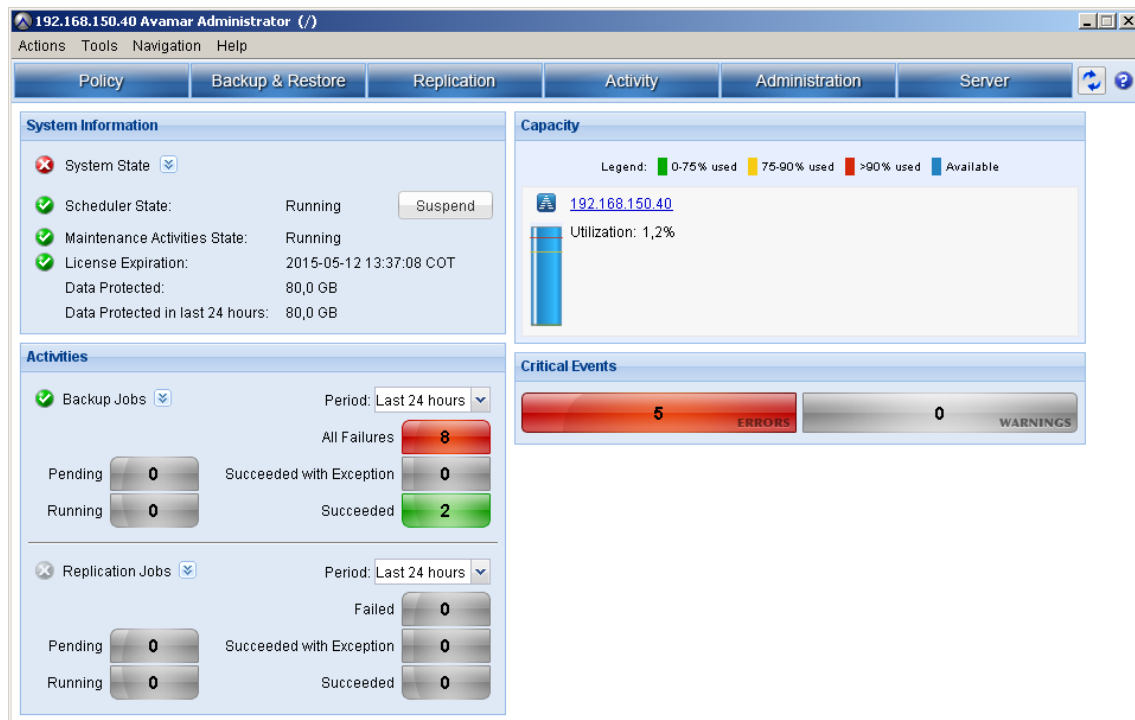 192.168.150.40 Avamar Administrator (/)
Actions Tools Navigation Help
Policy Backup & Restore Replication Activity Administration Server
System Information
System State
Scheduler State: Running Suspend
Maintenance Activities State: Running
License Expiration: 2015-05-12 13:37:08 COT
Data Protected: 80,0 GB
Data Protected in last 24 hours: 80,0 GB
Capacity
Legend: 0-75% used 75-90% used >90% used Available
192.168.150.40
Utilization: 1,2%
Activities
Backup Jobs Period: Last 24 hours
All Failures 8
Pending 0 Succeeded with Exception 0
Running 0 Succeeded 2
Replication Jobs Period: Last 24 hours
Failed 0
Pending 0 Succeeded with Exception 0
Running 0 Succeeded 0
Critical Events
5 ERRORS 0 WARNINGS